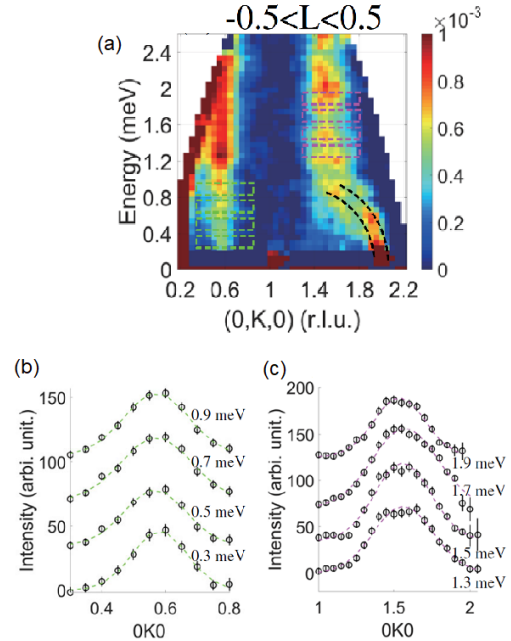 -0.5<L<0.5
(a)
×10⁻³
Energy (meV)
2.4
2
1.6
1.2
0.8
0.4
0
0.2 0.6 1 1.4 1.8 2.2
(0,K,0) (r.l.u.)
1
0.8
0.6
0.4
0.2
0
(b)
Intensity (arb. unit.)
150
100
50
0
0.9 meV
0.7 meV
0.5 meV
0.3 meV
0.4 0.6 0.8
0K0
(c)
Intensity (arb. unit.)
200
150
100
50
0
1.9 meV
1.7 meV
1.5 meV
1.3 meV
1 1.5 2
0K0